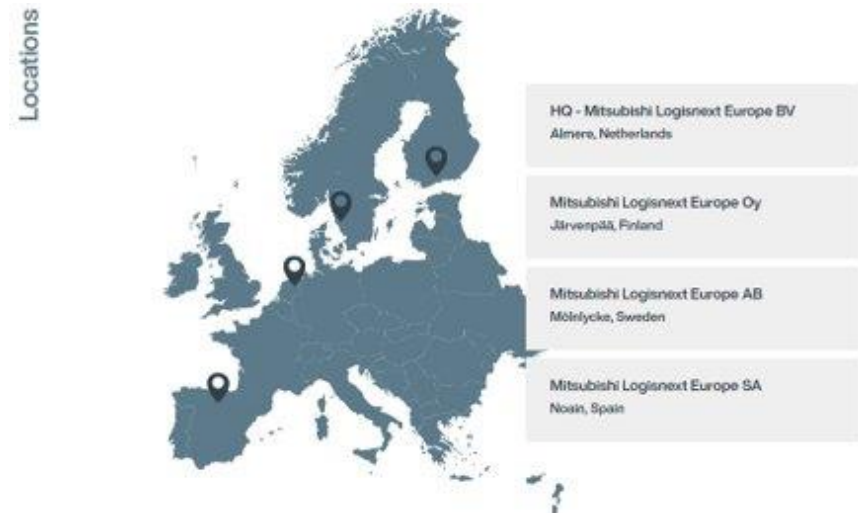 Locations
HQ - Mitsubishi Logisnext Europe BV
Almere, Netherlands
Mitsubishi Logisnext Europe Oy
Järvenpää, Finland
Mitsubishi Logisnext Europe AB
Mölnlycke, Sweden
Mitsubishi Logisnext Europe SA
Noain, Spain